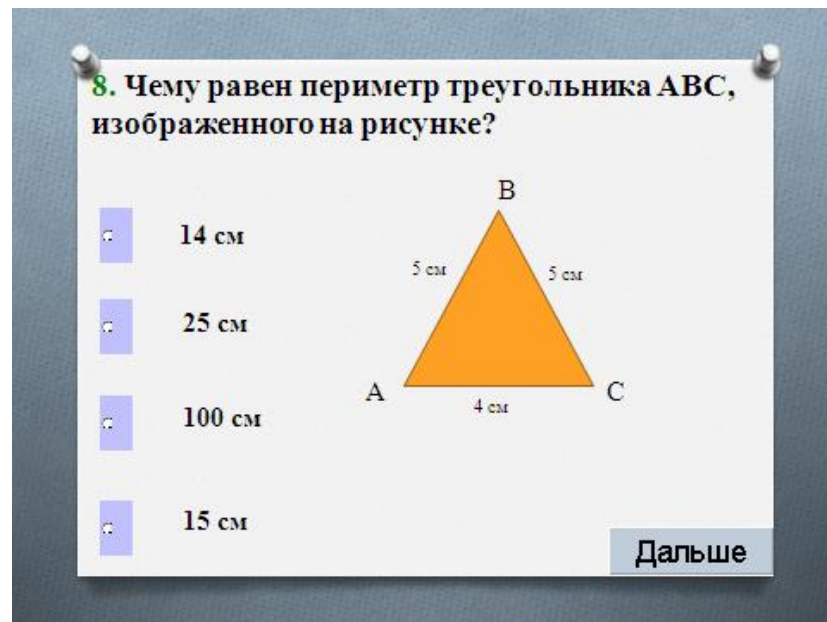 8. Чему равен периметр треугольника АВС,
изображенного на рисунке?
B
14 см
5 см
5 см
25 см
A
C
4 см
100 см
15 см
Дальше